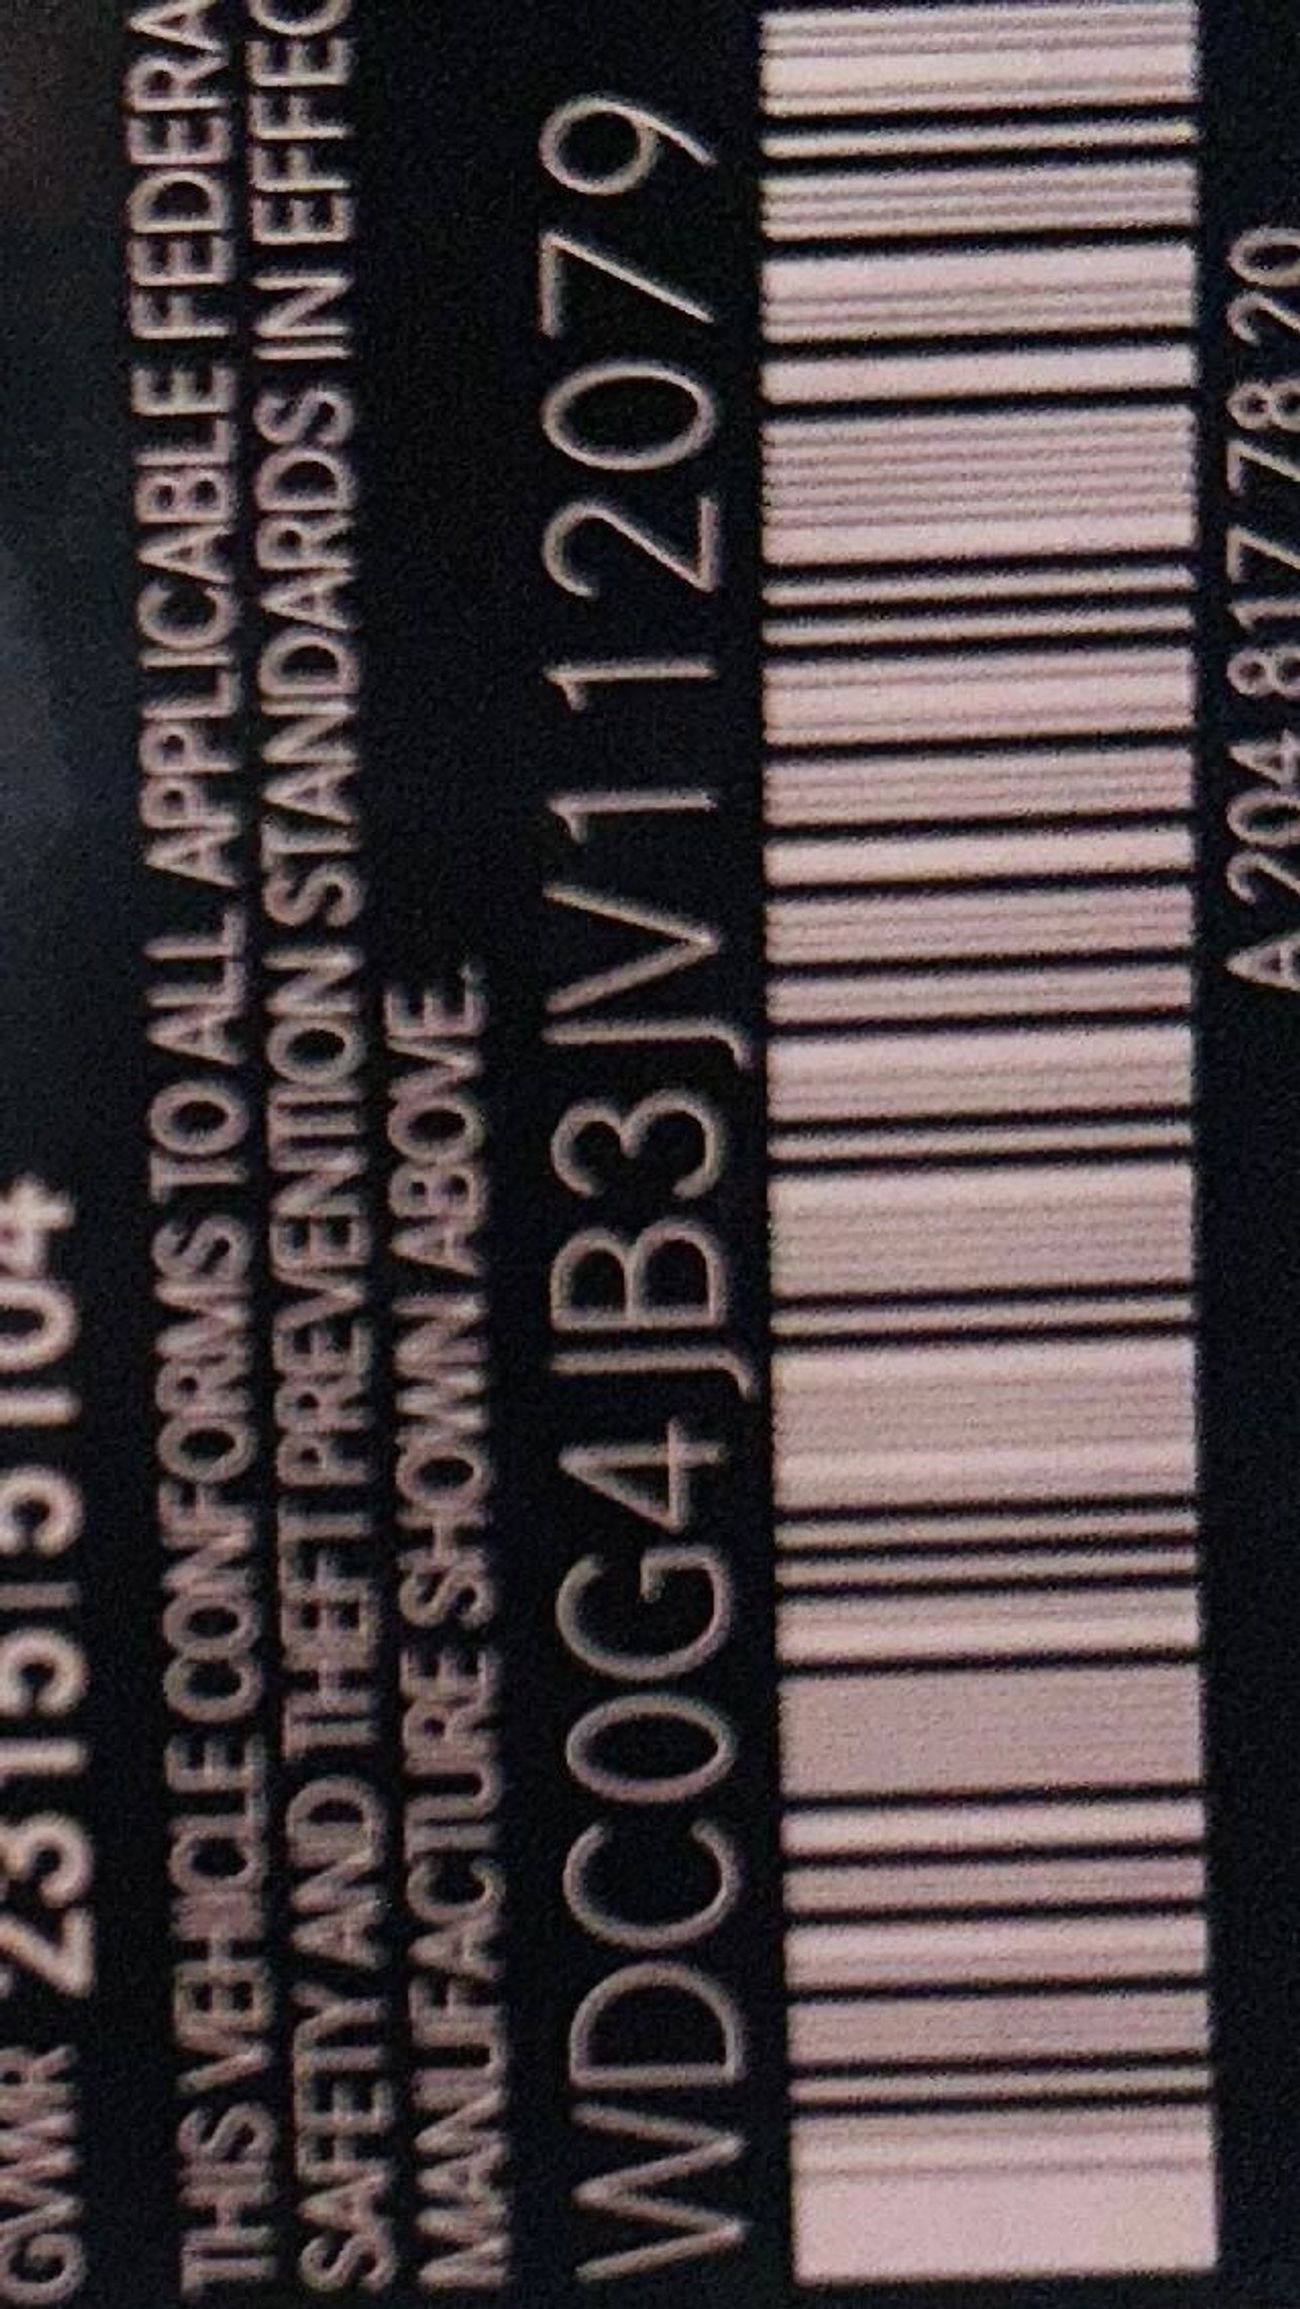 GVWR 2315 5104
THIS VEHICLE CONFORMS TO ALL APPLICABLE FEDERA
SAFETY AND THEFT PREVENTION STANDARDS IN EFFEC
MANUFACTURE SHOWN ABOVE.
WDC0G4JB3JV112079
A 204 817 78 20